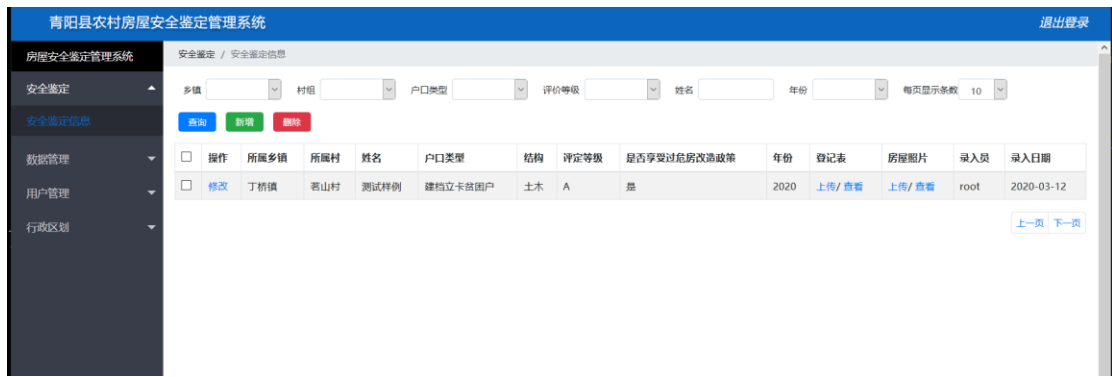 青阳县农村房屋安全鉴定管理系统 退出登录
房屋安全鉴定管理系统 安全鉴定 / 安全鉴定信息
安全鉴定 乡镇 村组 户口类型 评价等级 姓名 年份 每页显示条数 10
安全鉴定信息 查询 新增 删除
数据管理 操作 所属乡镇 所属村 姓名 户口类型 结构 评定等级 是否享受过危房改造政策 年份 登记表 房屋照片 录入员 录入日期
用户管理 修改 丁桥镇 茗山村 测试样例 建档立卡贫困户 土木 A 是 2020 上传/ 查看 上传/ 查看 root 2020-03-12
行政区划 上一页 下一页